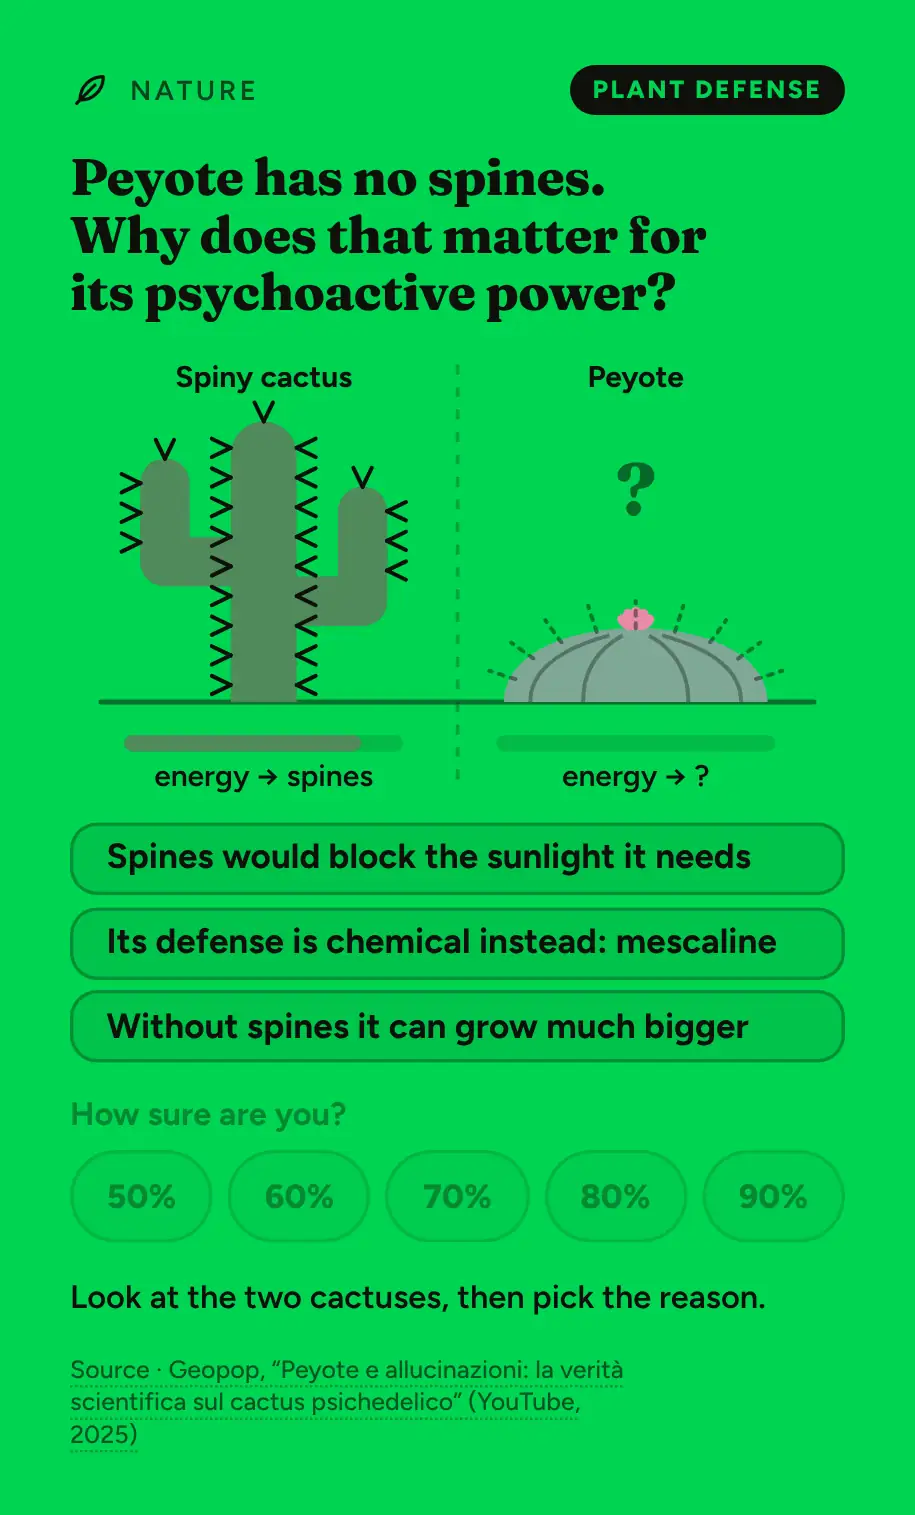 NATURE
PLANT DEFENSE
Peyote has no spines.
Why does that matter for
its psychoactive power?
Spiny cactus
Peyote
?
energy → spines
energy → ?
Spines would block the sunlight it needs
Its defense is chemical instead: mescaline
Without spines it can grow much bigger
How sure are you?
50%
60%
70%
80%
90%
Look at the two cactuses, then pick the reason.
Source · Geopop, “Peyote e allucinazioni: la verità
scientifica sul cactus psichedelico” (YouTube,
2025)